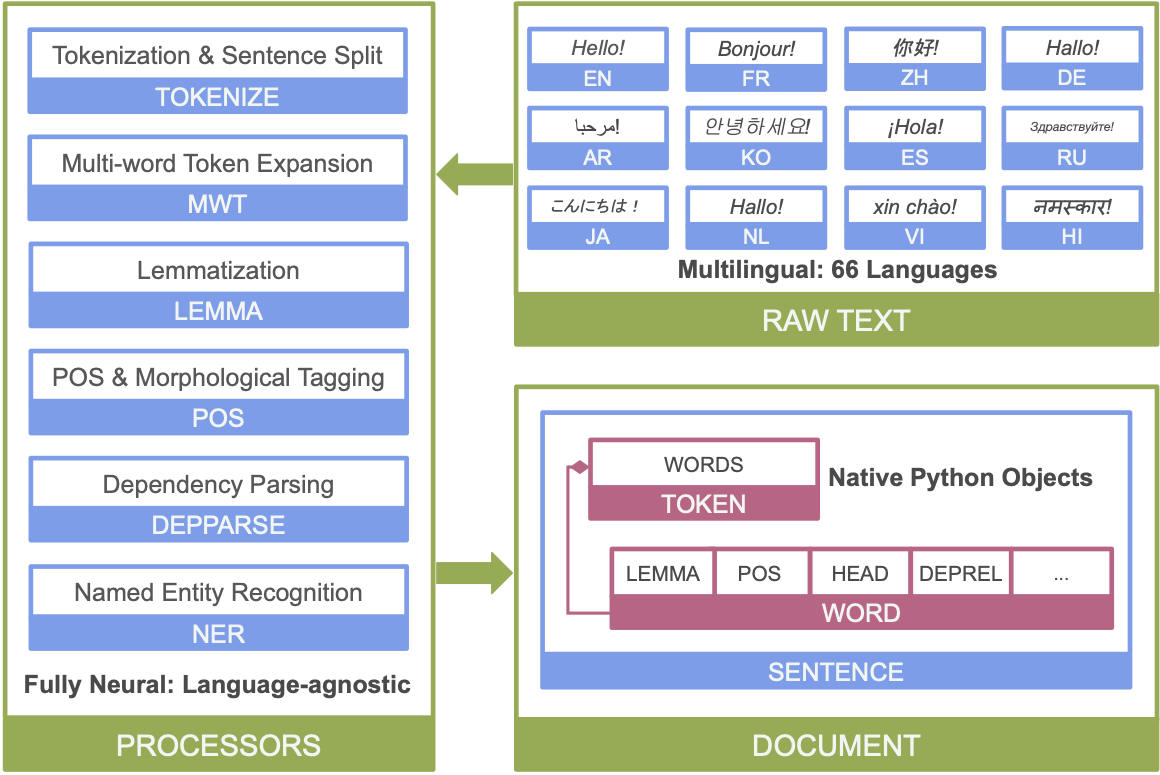 Tokenization & Sentence Split
TOKENIZE
Multi-word Token Expansion
MWT
Lemmatization
LEMMA
POS & Morphological Tagging
POS
Dependency Parsing
DEPPARSE
Named Entity Recognition
NER
Fully Neural: Language-agnostic
PROCESSORS
Hello!
EN
Bonjour!
FR
你好!
ZH
Hallo!
DE
مرحبا!
AR
안녕하세요!
KO
¡Hola!
ES
Здравствуйте!
RU
こんにちは！
JA
Hallo!
NL
xin chào!
VI
नमस्कार!
HI
Multilingual: 66 Languages
RAW TEXT
WORDS
TOKEN
Native Python Objects
LEMMA
POS
HEAD
DEPREL
...
WORD
SENTENCE
DOCUMENT